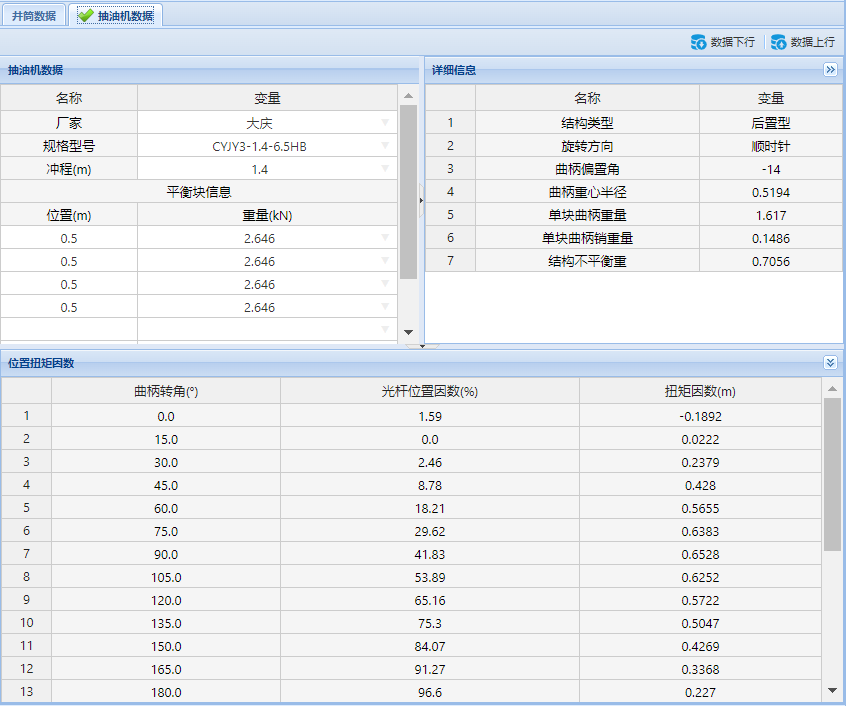 井筒数据 抽油机数据
数据下行 数据上行
抽油机数据
名称 变量
厂家 大庆
规格型号 CYJY3-1.4-6.5HB
冲程(m) 1.4
平衡块信息
位置(m) 重量(kN)
0.5 2.646
0.5 2.646
0.5 2.646
0.5 2.646
详细信息
名称 变量
1 结构类型 后置型
2 旋转方向 顺时针
3 曲柄偏置角 -14
4 曲柄重心半径 0.5194
5 单块曲柄重量 1.617
6 单块曲柄销重量 0.1486
7 结构不平衡重 0.7056
位置扭矩因数
曲柄转角(°) 光杆位置因数(%) 扭矩因数(m)
1 0.0 1.59 -0.1892
2 15.0 0.0 0.0222
3 30.0 2.46 0.2379
4 45.0 8.78 0.428
5 60.0 18.21 0.5655
6 75.0 29.62 0.6383
7 90.0 41.83 0.6528
8 105.0 53.89 0.6252
9 120.0 65.16 0.5722
10 135.0 75.3 0.5047
11 150.0 84.07 0.4269
12 165.0 91.27 0.3368
13 180.0 96.6 0.227